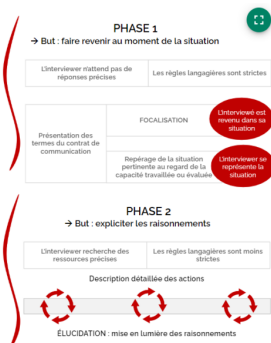 PHASE 1
→ But : faire revenir au moment de la situation
L'interviewer n'attend pas de
réponses précises
Les règles langagières sont strictes
Présentation des
termes du contrat de
communication
FOCALISATION
L'interviewé est
revenu dans sa
situation
Repérage de la situation
pertinente au regard de la
capacité travaillée ou évaluée
L'interviewer se
représente la
situation
PHASE 2
→ But : expliciter les raisonnements
L'interviewer recherche des
ressources précises
Les règles langagières sont moins
strictes
Description détaillée des actions
ÉLUCIDATION : mise en lumière des raisonnements